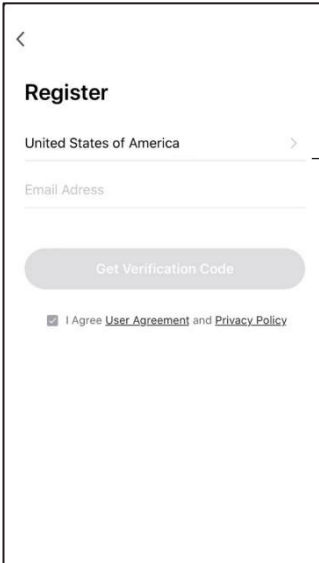 Register
United States of America
Email Adress
Get Verification Code
I Agree User Agreement and Privacy Policy